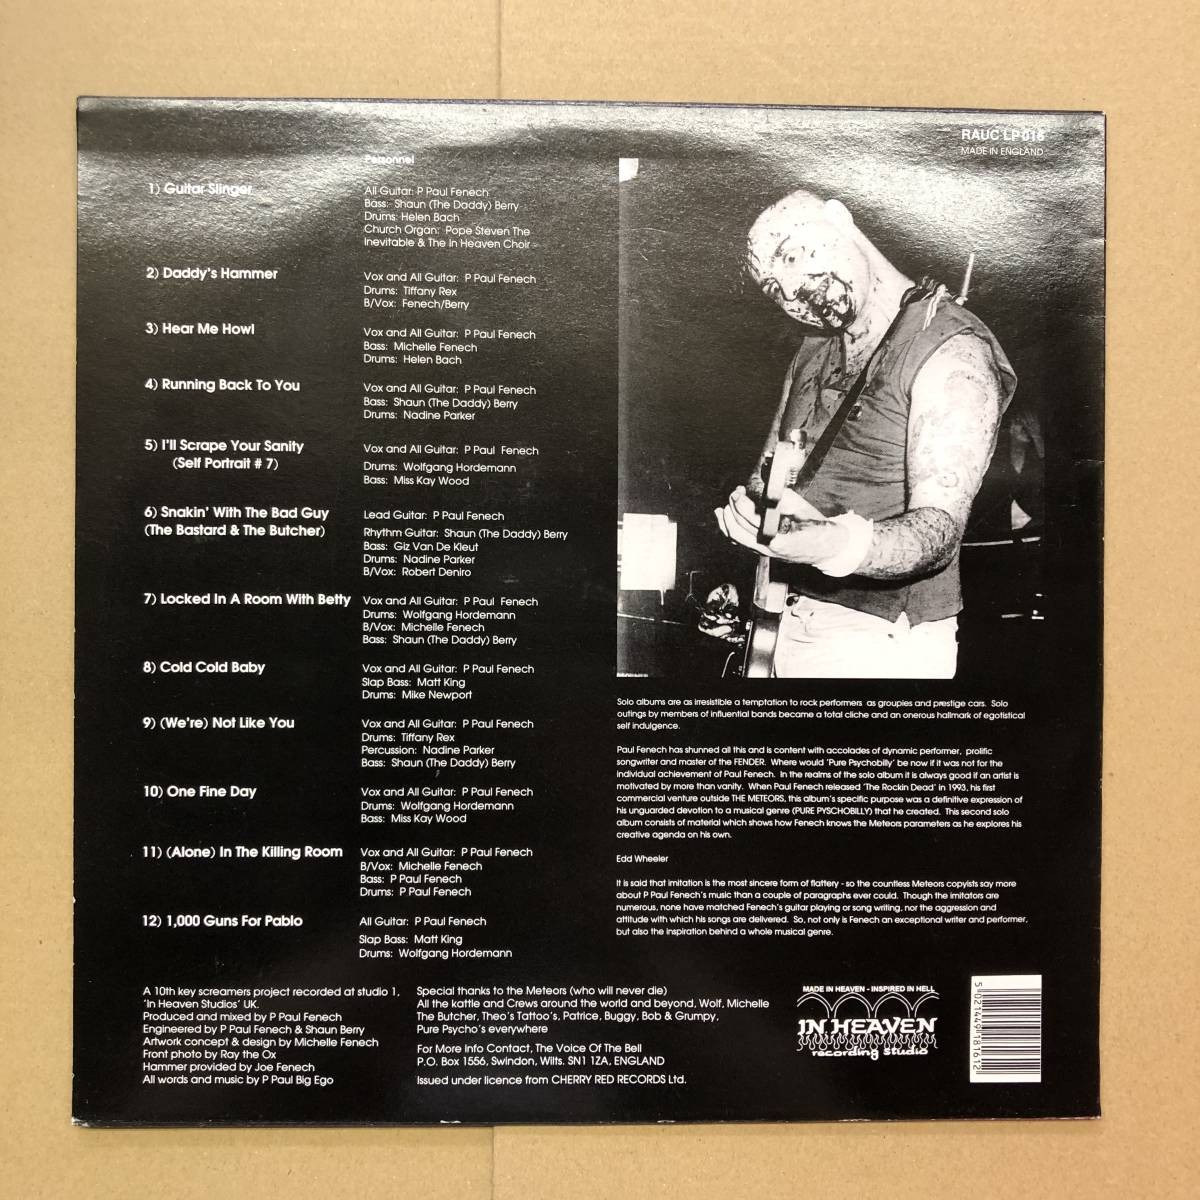 RAUC LP 016
MADE IN ENGLAND
Personnel
1) Guitar Slinger
All Guitar: P Paul Fenech
Bass: Shaun (The Daddy) Berry
Drums: Helen Bach
Church Organ: Pope Steven The
Inevitable & The In Heaven Choir
2) Daddy's Hammer
Vox and All Guitar: P Paul Fenech
Drums: Tiffany Rex
B/Vox: Fenech/Berry
3) Hear Me Howl
Vox and All Guitar: P Paul Fenech
Bass: Michelle Fenech
Drums: Helen Bach
4) Running Back To You
Vox and All Guitar: P Paul Fenech
Bass: Shaun (The Daddy) Berry
Drums: Nadine Parker
5) I'll Scrape Your Sanity
(Self Portrait # 7)
Vox and All Guitar: P Paul Fenech
Drums: Wolfgang Hordemann
Bass: Miss Kay Wood
6) Snakin' With The Bad Guy
(The Bastard & The Butcher)
Lead Guitar: P Paul Fenech
Rhythm Guitar: Shaun (The Daddy) Berry
Bass: Giz Van De Kleut
Drums: Nadine Parker
B/Vox: Robert Deniro
7) Locked In A Room With Betty
Vox and All Guitar: P Paul Fenech
Drums: Wolfgang Hordemann
B/Vox: Michelle Fenech
Bass: Shaun (The Daddy) Berry
8) Cold Cold Baby
Vox and All Guitar: P Paul Fenech
Slap Bass: Matt King
Drums: Mike Newport
9) (We're) Not Like You
Vox and All Guitar: P Paul Fenech
Drums: Tiffany Rex
Percussion: Nadine Parker
Bass: Shaun (The Daddy) Berry
10) One Fine Day
Vox and All Guitar: P Paul Fenech
Drums: Wolfgang Hordemann
Bass: Miss Kay Wood
11) (Alone) In The Killing Room
Vox and All Guitar: P Paul Fenech
B/Vox: Michelle Fenech
Bass: P Paul Fenech
Drums: P Paul Fenech
12) 1,000 Guns For Pablo
All Guitar: P Paul Fenech
Slap Bass: Matt King
Drums: Wolfgang Hordemann
Solo albums are as irresistible a temptation to rock performers as groupies and prestige cars. Solo
outings by members of influential bands became a total cliche and an onerous hallmark of egotistical
self indulgence.
Paul Fenech has shunned all this and is content with accolades of dynamic performer, prolific
songwriter and master of the FENDER. Where would 'Pure Psychobilly' be now if it was not for the
individual achievement of Paul Fenech. In the realms of the solo album it is always good if an artist is
motivated by more than vanity. When Paul Fenech released 'The Rockin Dead' in 1993, his first
commercial venture outside THE METEORS, this album's specific purpose was a definitive expression of
his unguarded devotion to a musical genre (PURE PYSCHOBILLY) that he created. This second solo
album consists of material which shows how Fenech knows the Meteors parameters as he explores his
creative agenda on his own.
Edd Wheeler
It is said that imitation is the most sincere form of flattery - so the countless Meteors copyists say more
about P Paul Fenech's music than a couple of paragraphs ever could. Though the imitators are
numerous, none have matched Fenech's guitar playing or song writing, nor the aggression and
attitude with which his songs are delivered. So, not only is Fenech an exceptional writer and performer,
but also the inspiration behind a whole musical genre.
A 10th key screamers project recorded at studio 1,
'In Heaven Studios' UK.
Produced and mixed by P Paul Fenech
Engineered by P Paul Fenech & Shaun Berry
Artwork concept & design by Michelle Fenech
Front photo by Ray the Ox
Hammer provided by Joe Fenech
All words and music by P Paul Big Ego
Special thanks to the Meteors (who will never die)
All the kattle and Crews around the world and beyond, Wolf, Michelle
The Butcher, Theo's Tattoo's, Patrice, Buggy, Bob & Grumpy,
Pure Psycho's everywhere
For More Info Contact, The Voice Of The Bell
P.O. Box 1556, Swindon, Wilts. SN1 1ZA, ENGLAND
Issued under licence from CHERRY RED RECORDS Ltd.
MADE IN HEAVEN - INSPIRED IN HELL
IN HEAVEN
recording studio
5 021449 181612